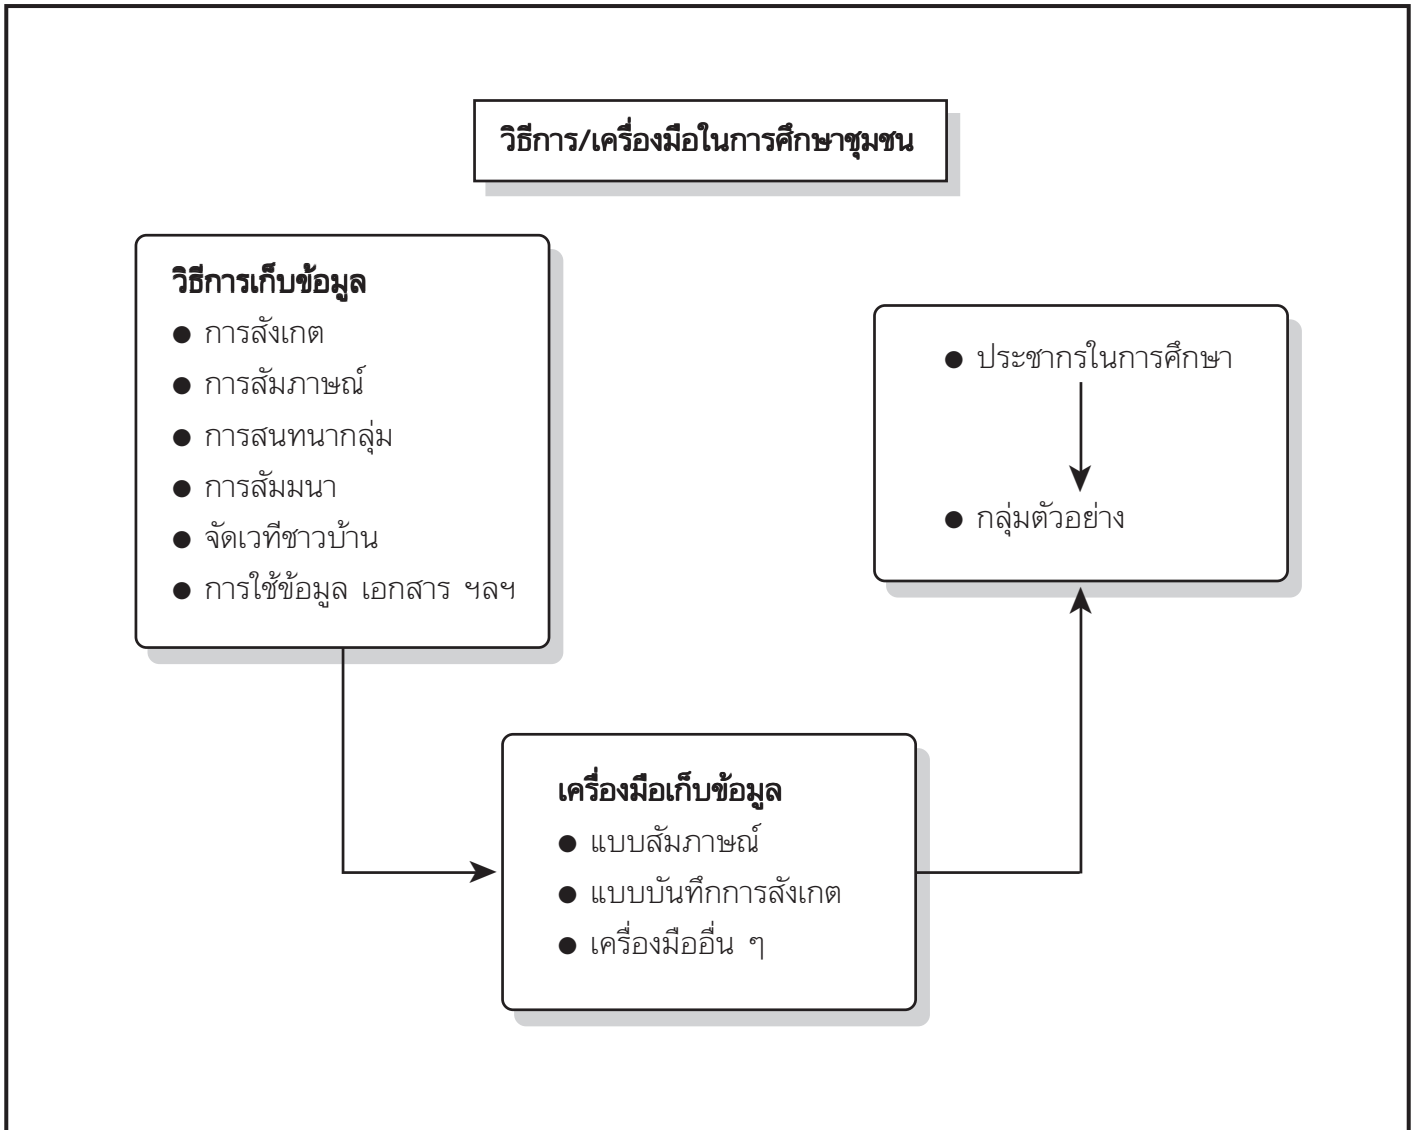 วิธีการ/เครื่องมือในการศึกษาชุมชน
วิธีการเก็บข้อมูล
● การสังเกต
● การสัมภาษณ์
● การสนทนากลุ่ม
● การสัมมนา
● จัดเวทีชาวบ้าน
● การใช้ข้อมูล เอกสาร ฯลฯ
เครื่องมือเก็บข้อมูล
● แบบสัมภาษณ์
● แบบบันทึกการสังเกต
● เครื่องมืออื่น ๆ
● ประชากรในการศึกษา
● กลุ่มตัวอย่าง